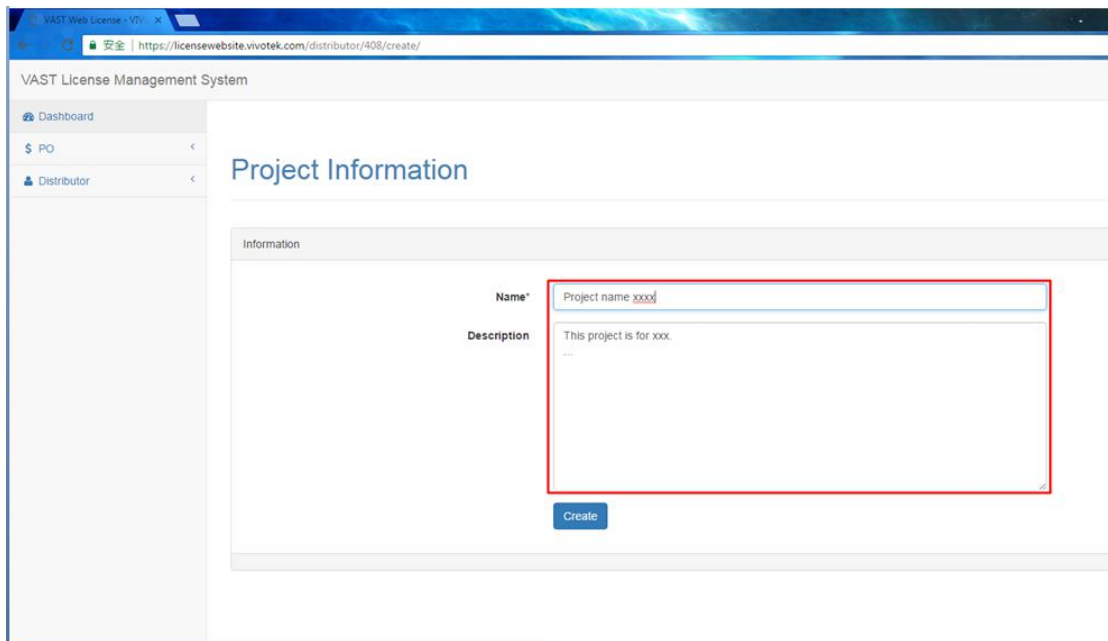 VAST Web License - VIV
安全 | https://licensewebsite.vivotek.com/distributor/408/create/
VAST License Management System
Dashboard
$ PO
Distributor
Project Information
Information
Name*
Project name xxxx
Description
This project is for xxx.
...
Create